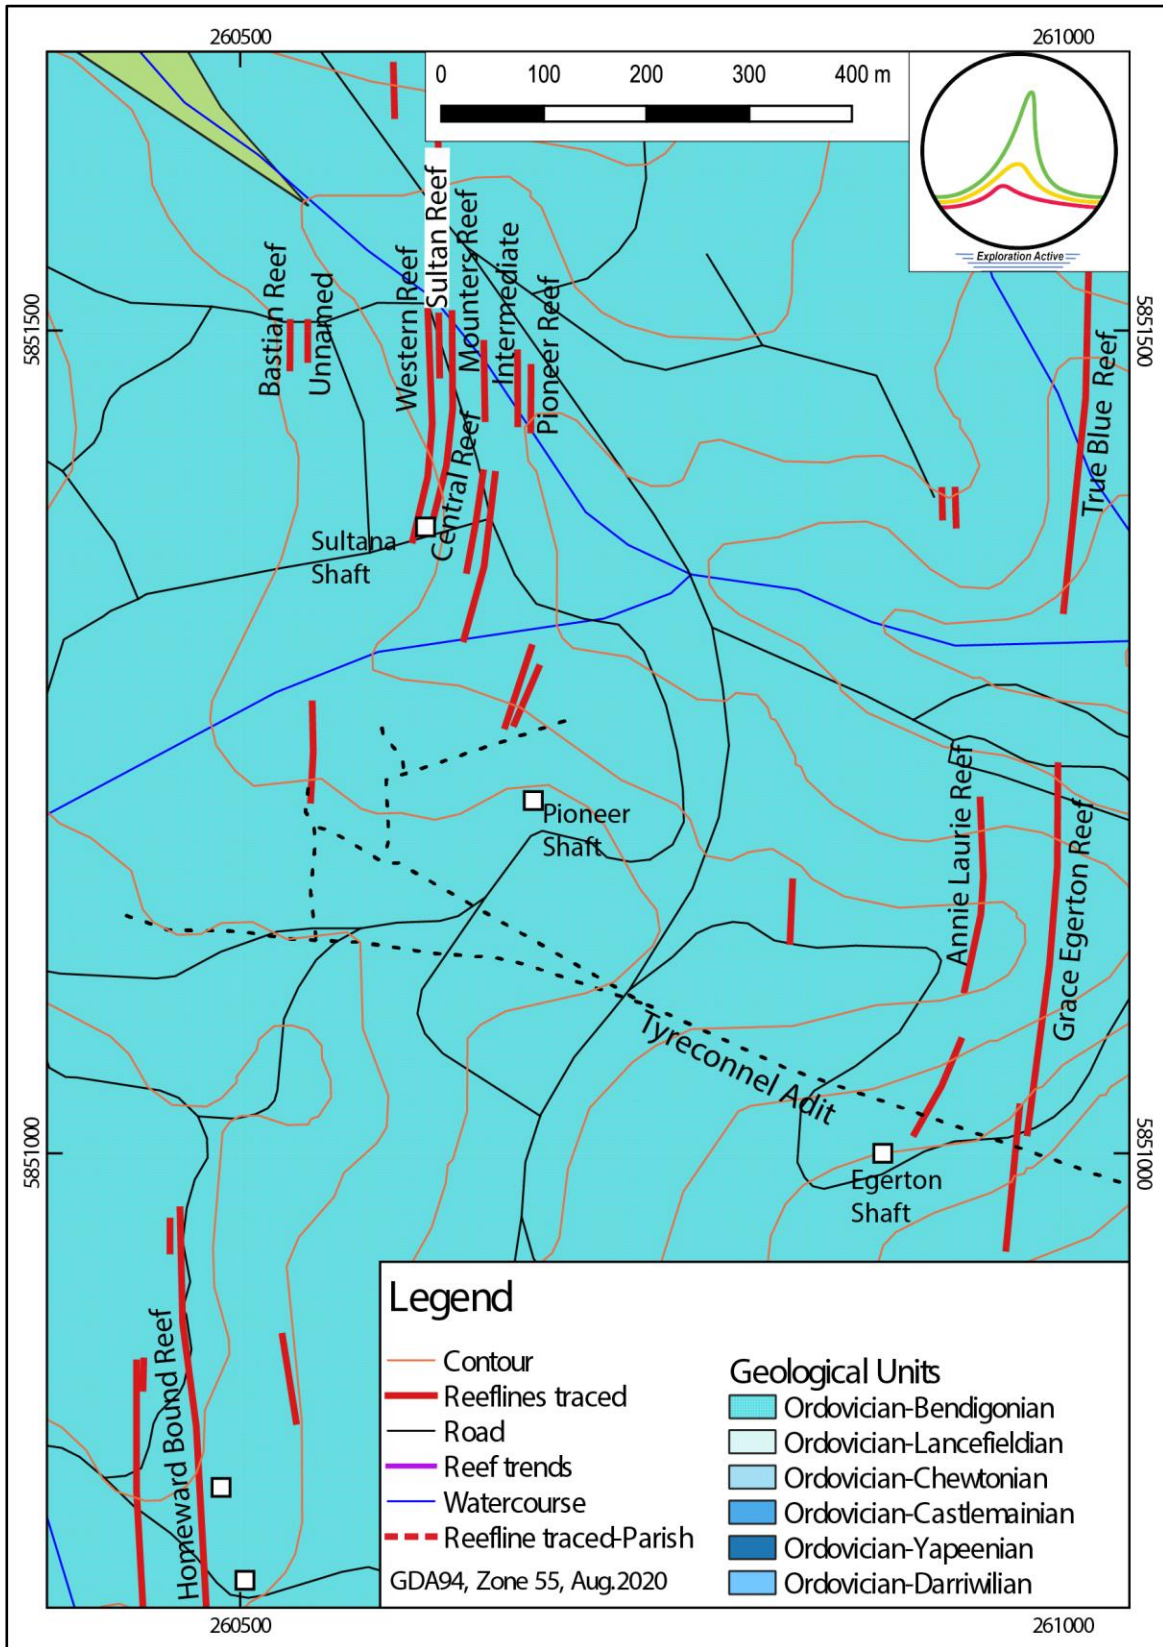 260500
261000
0 100 200 300 400 m
Exploration Active
5851500
5851500
Bastian Reef
Unnamed
Western Reef
Sultan Reef
Mounters Reef
Intermediate
Pioneer Reef
Central Reef
True Blue Reef
Sultana
Shaft
Pioneer
Shaft
Annie Laurie Reef
Grace Egerton Reef
Tyreconnel Adit
5851000
5851000
Egerton
Shaft
Homeward Bound Reef
Legend
Contour
Reeflines traced
Road
Reef trends
Watercourse
Reefline traced-Parish
GDA94, Zone 55, Aug.2020
Geological Units
Ordovician-Bendigonian
Ordovician-Lancefieldian
Ordovician-Chewtonian
Ordovician-Castlemainian
Ordovician-Yapeenian
Ordovician-Darriwilian
260500
261000